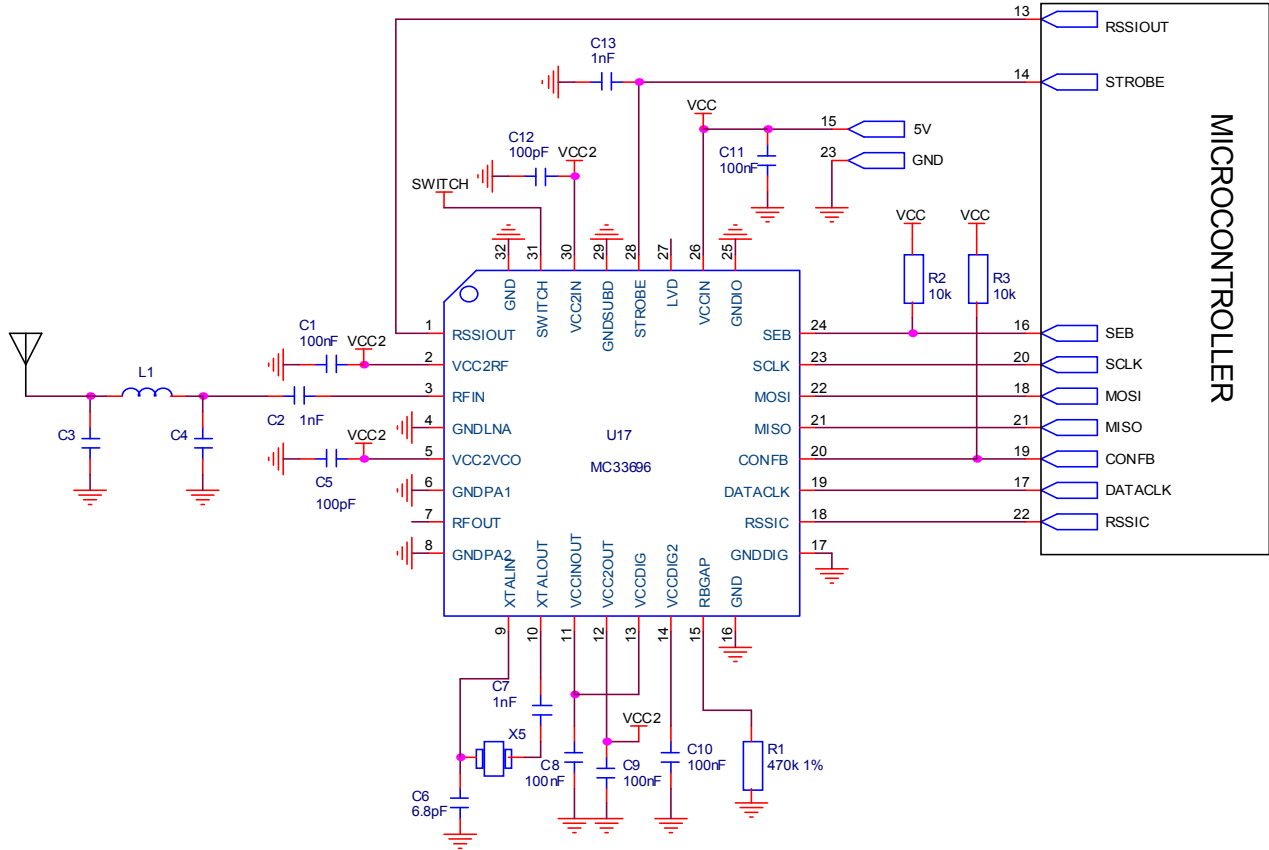 13
RSSIOUT
C13
1nF
14
STROBE
MICROCONTROLLER
VCC
15
5V
C12
100pF
VCC2
C11
100nF
23
GND
SWITCH
VCC
VCC
32
31
30
29
28
27
26
25
R2
10k
R3
10k
GND
SWITCH
VCC2IN
GNDSUBD
STROBE
LVD
VCCIN
GNDIO
C1
100nF
VCC2
1
RSSIOUT
SEB
24
16
SEB
2
VCC2RF
SCLK
23
20
SCLK
L1
C2
1nF
3
RFIN
MOSI
22
18
MOSI
C3
C4
VCC2
4
GNDLNA
U17
MISO
21
21
MISO
5
VCC2VCO
MC33696
CONFB
20
19
CONFB
C5
100pF
6
GNDPA1
DATACLK
19
17
DATACLK
7
RFOUT
RSSIC
18
22
RSSIC
8
GNDPA2
GNDDIG
17
XTALIN
XTALOUT
VCCINOUT
VCC2OUT
VCCDIG
VCCDIG2
RBGAP
GND
9
10
11
12
13
14
15
16
C7
1nF
VCC2
X5
C8
100nF
C9
100nF
C10
100nF
R1
470k 1%
C6
6.8pF